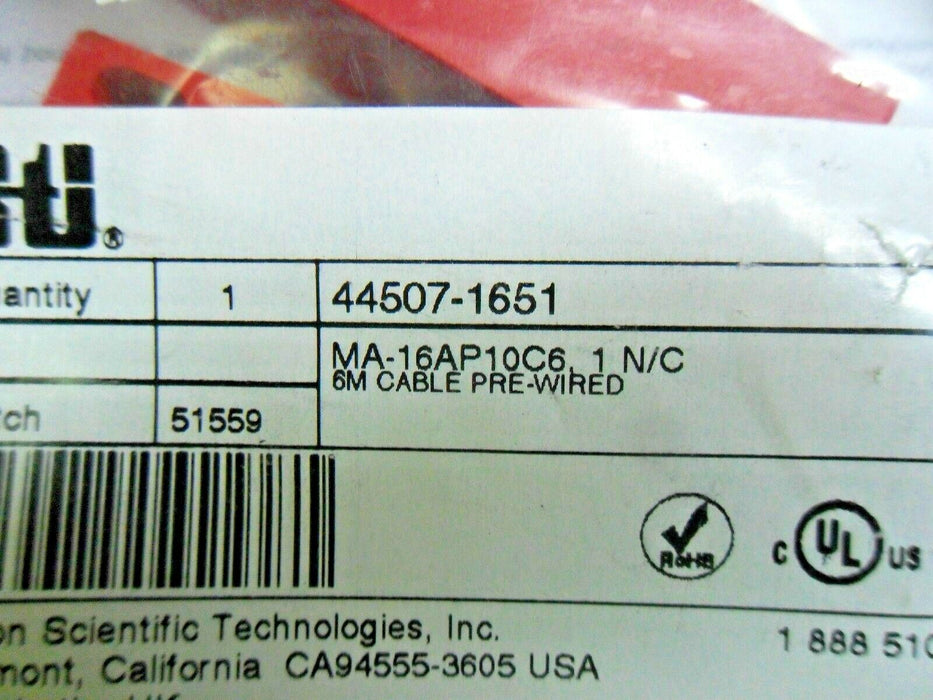 sti®
antity 1 44507-1651
MA-16AP10C6, 1 N/C
6M CABLE PRE-WIRED
tch 51559
RoHS
C UL US
on Scientific Technologies, Inc.
1 888 510
mont, California CA94555-3605 USA